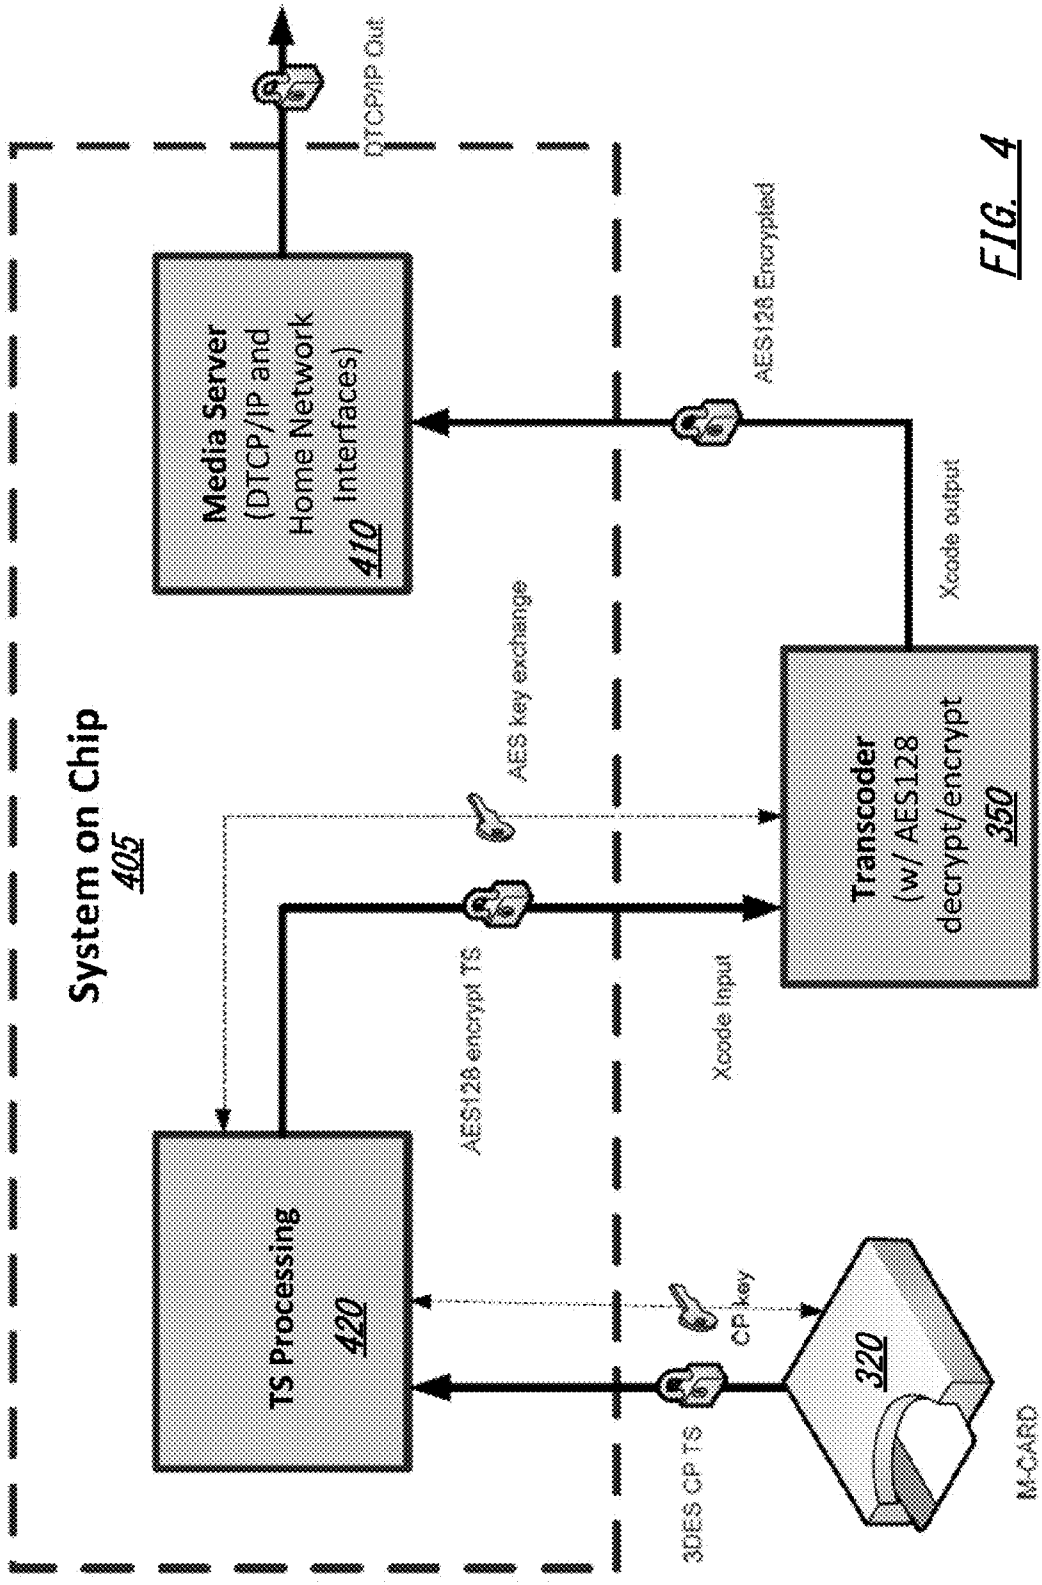 System on Chip
405
TS Processing
420
Media Server
(DTCP/IP and
Home Network
Interfaces)
410
DTCP/IP Out
AES key exchange
AES128 encrypt TS
3DES CP TS
CP key
Xcode Input
AES128 Encrypted
Xcode output
Transcoder
(w/ AES128
decrypt/encrypt
350
320
M-CARD
FIG. 4